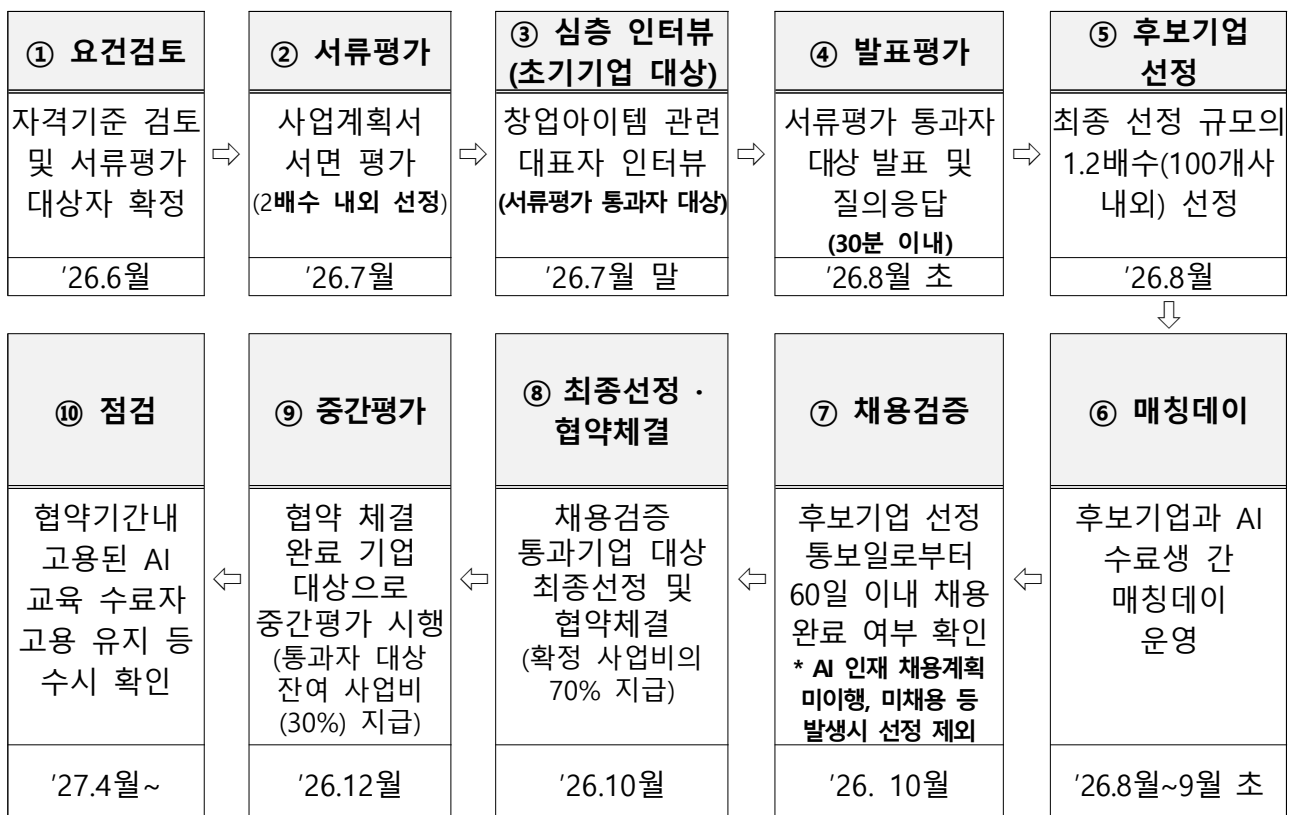 ① 요건검토
자격기준 검토
및 서류평가
대상자 확정
'26.6월
② 서류평가
사업계획서
서면 평가
(2배수 내외 선정)
'26.7월
③ 심층 인터뷰
(초기기업 대상)
창업아이템 관련
대표자 인터뷰
(서류평가 통과자 대상)
'26.7월 말
④ 발표평가
서류평가 통과자
대상 발표 및
질의응답
(30분 이내)
'26.8월 초
⑤ 후보기업
선정
최종 선정 규모의
1.2배수(100개사
내외) 선정
'26.8월
⑥ 매칭데이
후보기업과 AI
수료생 간
매칭데이
운영
'26.8월~9월 초
⑦ 채용검증
후보기업 선정
통보일로부터
60일 이내 채용
완료 여부 확인
* AI 인재 채용계획
미이행, 미채용 등
발생시 선정 제외
'26. 10월
⑧ 최종선정 ·
협약체결
채용검증
통과기업 대상
최종선정 및
협약체결
(확정 사업비의
70% 지급)
'26.10월
⑨ 중간평가
협약 체결
완료 기업
대상으로
중간평가 시행
(통과자 대상
잔여 사업비
(30%) 지급)
'26.12월
⑩ 점검
협약기간내
고용된 AI
교육 수료자
고용 유지 등
수시 확인
'27.4월~